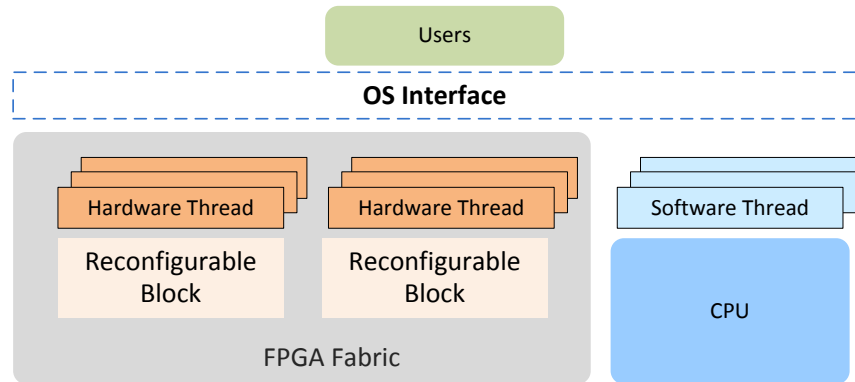 Users
OS Interface
Hardware Thread
Hardware Thread
Software Thread
Reconfigurable
Block
Reconfigurable
Block
CPU
FPGA Fabric